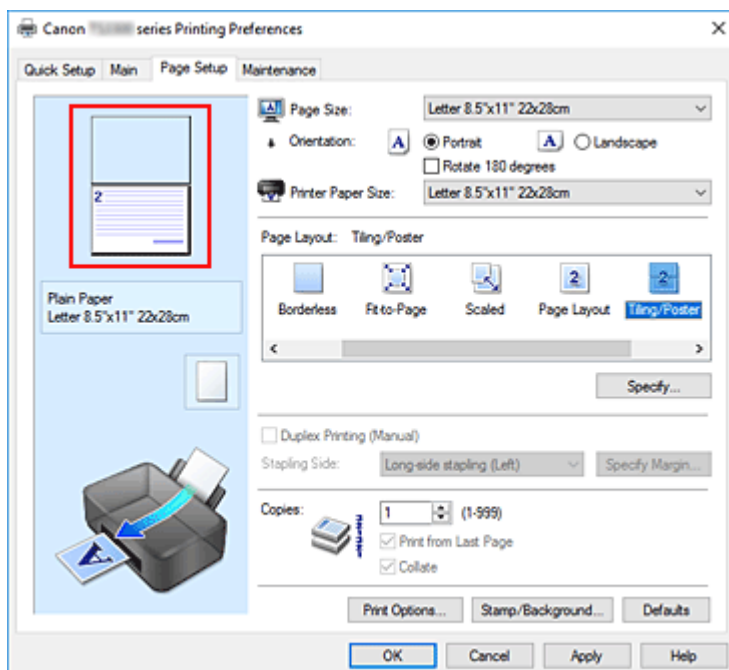 Canon series Printing Preferences
Quick Setup Main Page Setup Maintenance
2
Plain Paper
Letter 8.5"x11" 22x28cm
A
Page Size: Letter 8.5"x11" 22x28cm
Orientation: A Portrait A Landscape
Rotate 180 degrees
Printer Paper Size: Letter 8.5"x11" 22x28cm
Page Layout: Tiling/Poster
2 2
Borderless Fit-to-Page Scaled Page Layout Tiling/Poster
Specify...
Duplex Printing (Manual)
Stapling Side: Long-side stapling (Left) Specify Margin...
Copies: 1 (1-999)
Print from Last Page
Collate
Print Options... Stamp/Background... Defaults
OK Cancel Apply Help